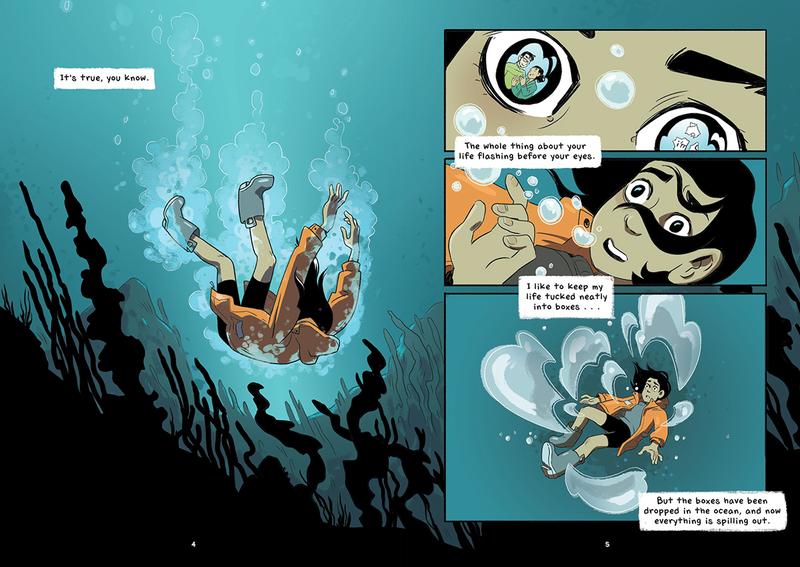 It's true, you know.
The whole thing about your
life flashing before your eyes.
I like to keep my
life tucked neatly
into boxes . . .
But the boxes have been
dropped in the ocean, and now
everything is spilling out.
4
5